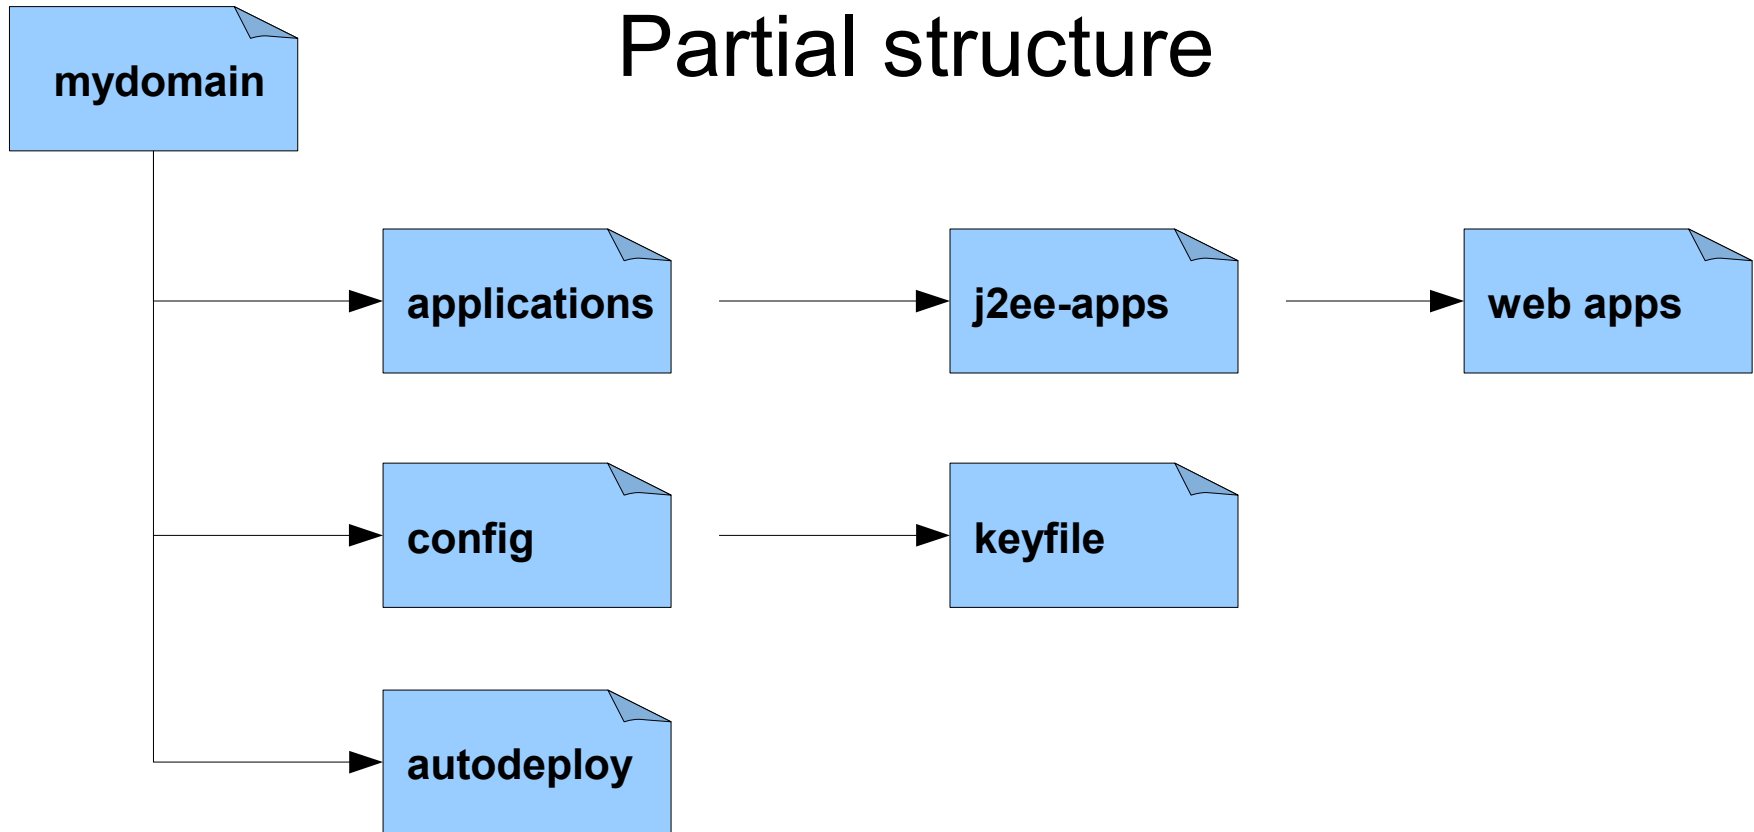 Partial structure
mydomain
applications
j2ee-apps
web apps
config
keyfile
autodeploy